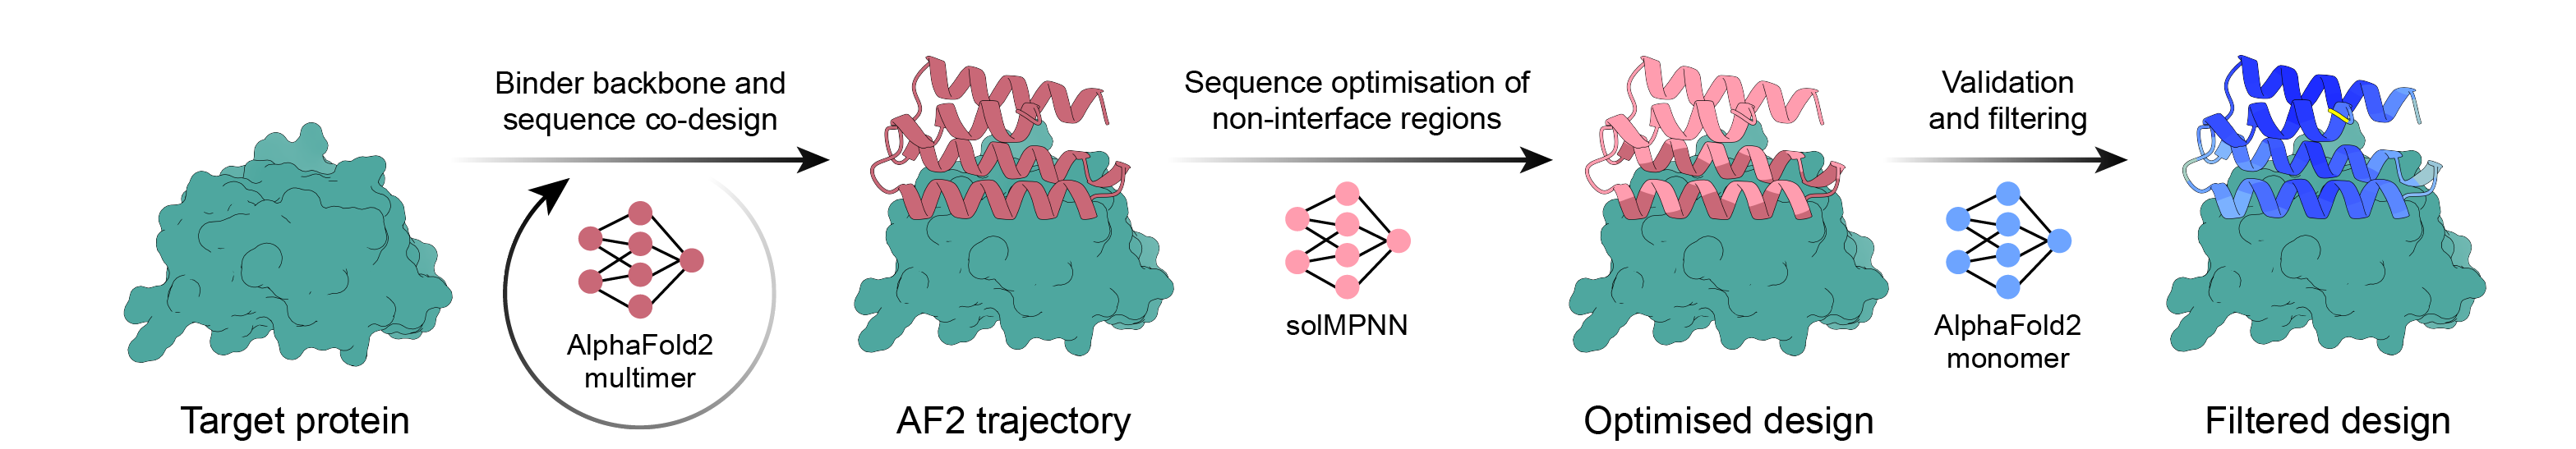 Binder backbone and
sequence co-design
Sequence optimisation of
non-interface regions
Validation
and filtering
AlphaFold2
multimer
solMPNN
AlphaFold2
monomer
Target protein
AF2 trajectory
Optimised design
Filtered design